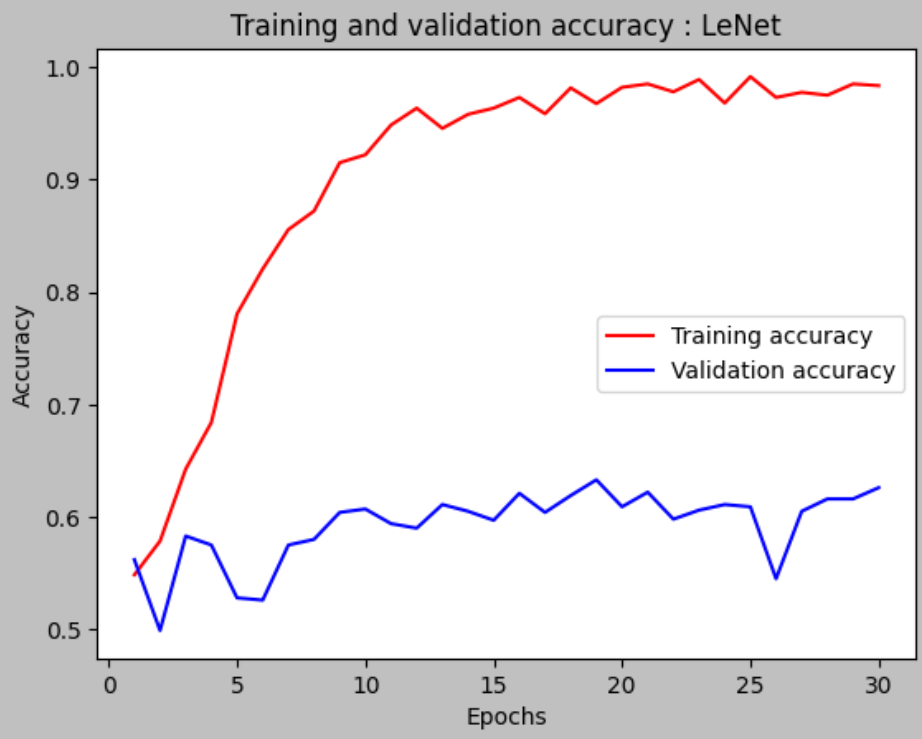 Training and validation accuracy : LeNet
1.0
0.9
0.8
0.7
0.6
0.5
Accuracy
Training accuracy
Validation accuracy
0 5 10 15 20 25 30
Epochs